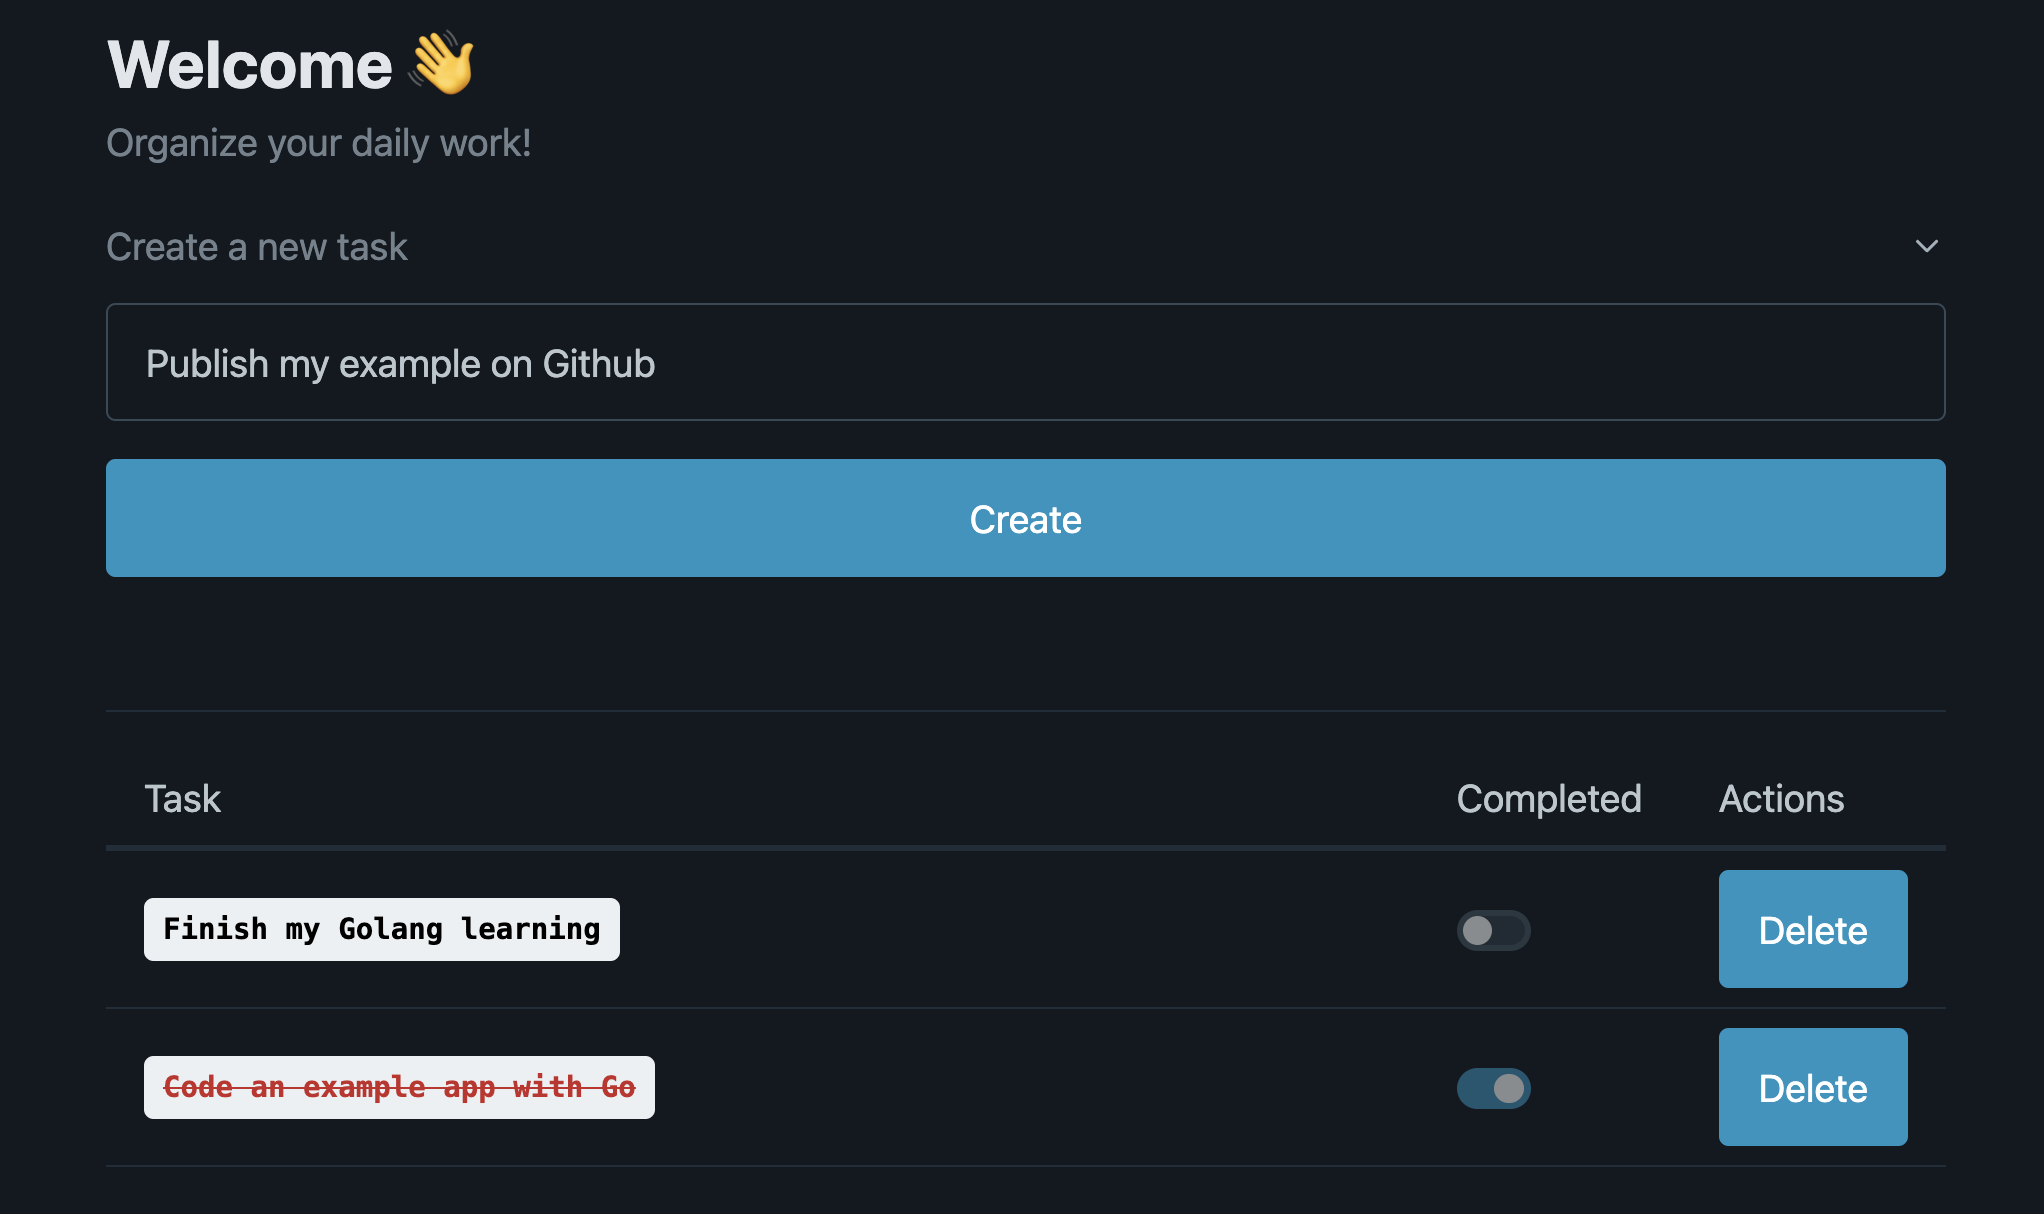 Welcome 👋
Organize your daily work!
Create a new task
Publish my example on Github
Create
Task Completed Actions
Finish my Golang learning Delete
Code an example app with Go Delete